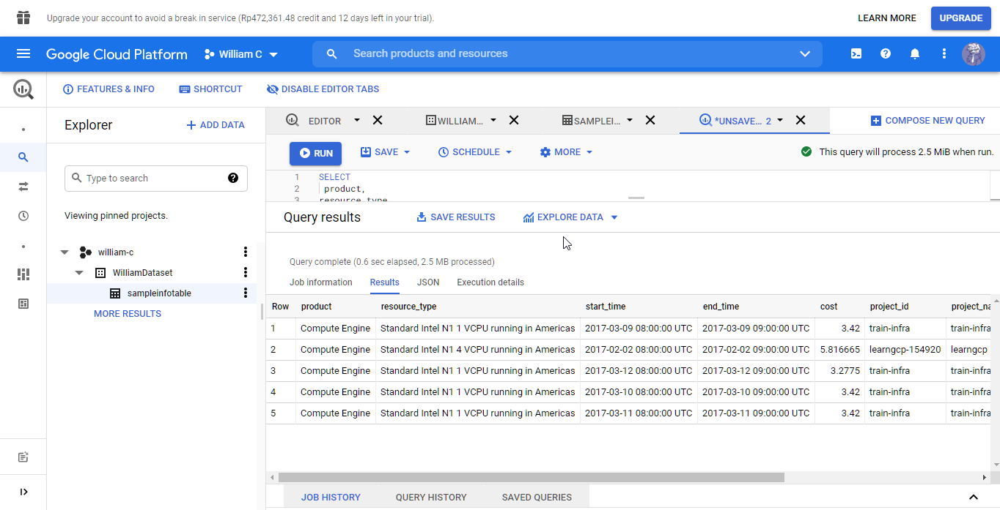 Upgrade your account to avoid a break in service (Rp472,361.48 credit and 12 days left in your trial).
LEARN MORE
UPGRADE
Google Cloud Platform
William C
Search products and resources
FEATURES & INFO
SHORTCUT
DISABLE EDITOR TABS
Explorer
+ ADD DATA
Type to search
Viewing pinned projects.
william-c
WilliamDataset
sampleinfotable
MORE RESULTS
EDITOR
WILLIAM...
SAMPLEI...
*UNSAVE... 2
COMPOSE NEW QUERY
RUN
SAVE
SCHEDULE
MORE
This query will process 2.5 MiB when run.
1 SELECT
2 product,
3 resource_type
Query results
SAVE RESULTS
EXPLORE DATA
Query complete (0.6 sec elapsed, 2.5 MB processed)
Job information Results JSON Execution details
Row product resource_type start_time end_time cost project_id project_na
1 Compute Engine Standard Intel N1 1 VCPU running in Americas 2017-03-09 08:00:00 UTC 2017-03-09 09:00:00 UTC 3.42 train-infra train-infra
2 Compute Engine Standard Intel N1 4 VCPU running in Americas 2017-02-02 08:00:00 UTC 2017-02-02 09:00:00 UTC 5.816665 learngcp-154920 learngcp
3 Compute Engine Standard Intel N1 1 VCPU running in Americas 2017-03-12 08:00:00 UTC 2017-03-12 09:00:00 UTC 3.2775 train-infra train-infra
4 Compute Engine Standard Intel N1 1 VCPU running in Americas 2017-03-10 08:00:00 UTC 2017-03-10 09:00:00 UTC 3.42 train-infra train-infra
5 Compute Engine Standard Intel N1 1 VCPU running in Americas 2017-03-11 08:00:00 UTC 2017-03-11 09:00:00 UTC 3.42 train-infra train-infra
JOB HISTORY
QUERY HISTORY
SAVED QUERIES